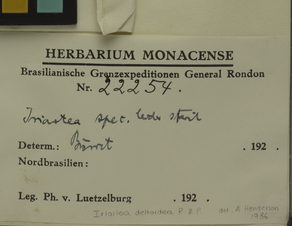 HERBARIUM MONACENSE
Brasilianische Grenzexpeditionen General Rondon
Nr. 22254.
Iriartea spec.
Determ.: Burret . 192 .
Nordbrasilien:
Leg. Ph. v. Luetzelburg . 192 .
Iriartea deltoidea R & P. det. A Henderson
1986